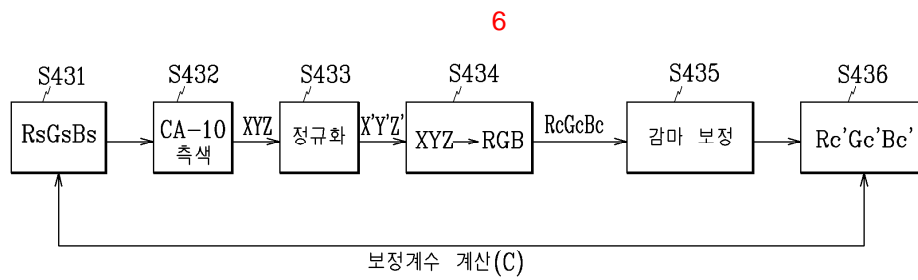 6
S431
S432
S433
S434
S435
S436
RsGsBs
CA-10
측색
XYZ
정규화
X'Y'Z'
XYZ→RGB
RcGcBc
감마 보정
Rc'Gc'Bc'
보정계수 계산(C)